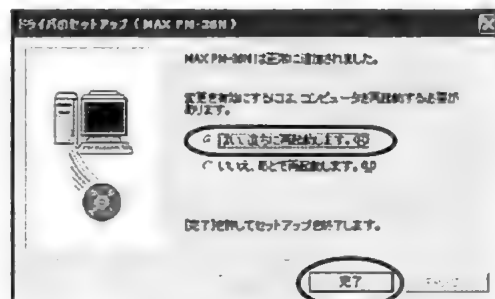 ドライバのセットアップ(MAX PM-36N)
MAX PM-36N は正常に追加されました。
変更を有効にするには、コンピュータを再起動する必要が
あります。
はい、直ちに再起動します。(Y)
いいえ、あとで再起動します。(L)
[完了]を押してセットアップを終了します。
完了